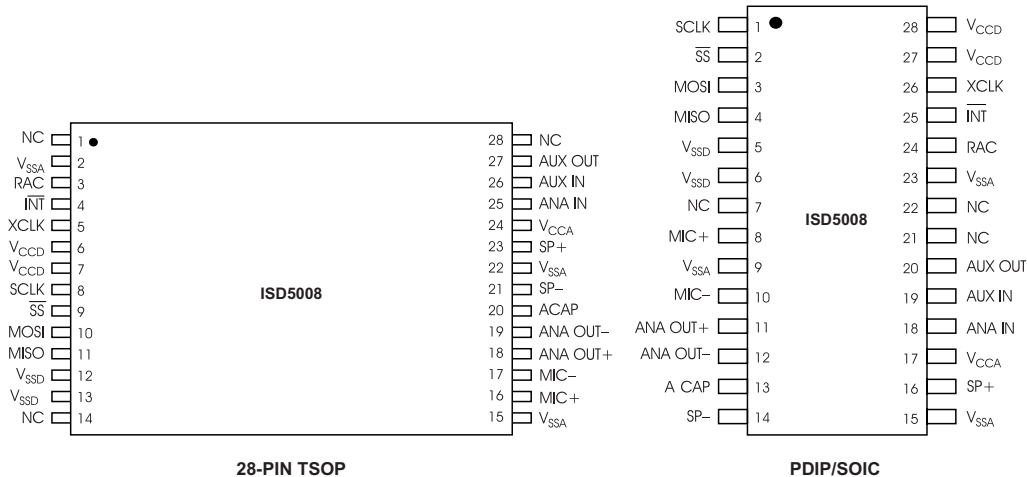 NC 1 28 NC
VSSA 2 27 AUX OUT
RAC 3 26 AUX IN
I̅N̅T̅ 4 25 ANA IN
XCLK 5 24 VCCA
VCCD 6 23 SP+
VCCD 7 22 VSSA
SCLK 8 21 SP–
S̅S̅ 9 20 ACAP
MOSI 10 19 ANA OUT–
MISO 11 18 ANA OUT+
VSSD 12 17 MIC–
VSSD 13 16 MIC+
NC 14 15 VSSA
ISD5008
28-PIN TSOP
SCLK 1 28 VCCD
S̅S̅ 2 27 VCCD
MOSI 3 26 XCLK
MISO 4 25 I̅N̅T̅
VSSD 5 24 RAC
VSSD 6 23 VSSA
NC 7 22 NC
MIC+ 8 21 NC
VSSA 9 20 AUX OUT
MIC– 10 19 AUX IN
ANA OUT+ 11 18 ANA IN
ANA OUT– 12 17 VCCA
A CAP 13 16 SP+
SP– 14 15 VSSA
ISD5008
PDIP/SOIC